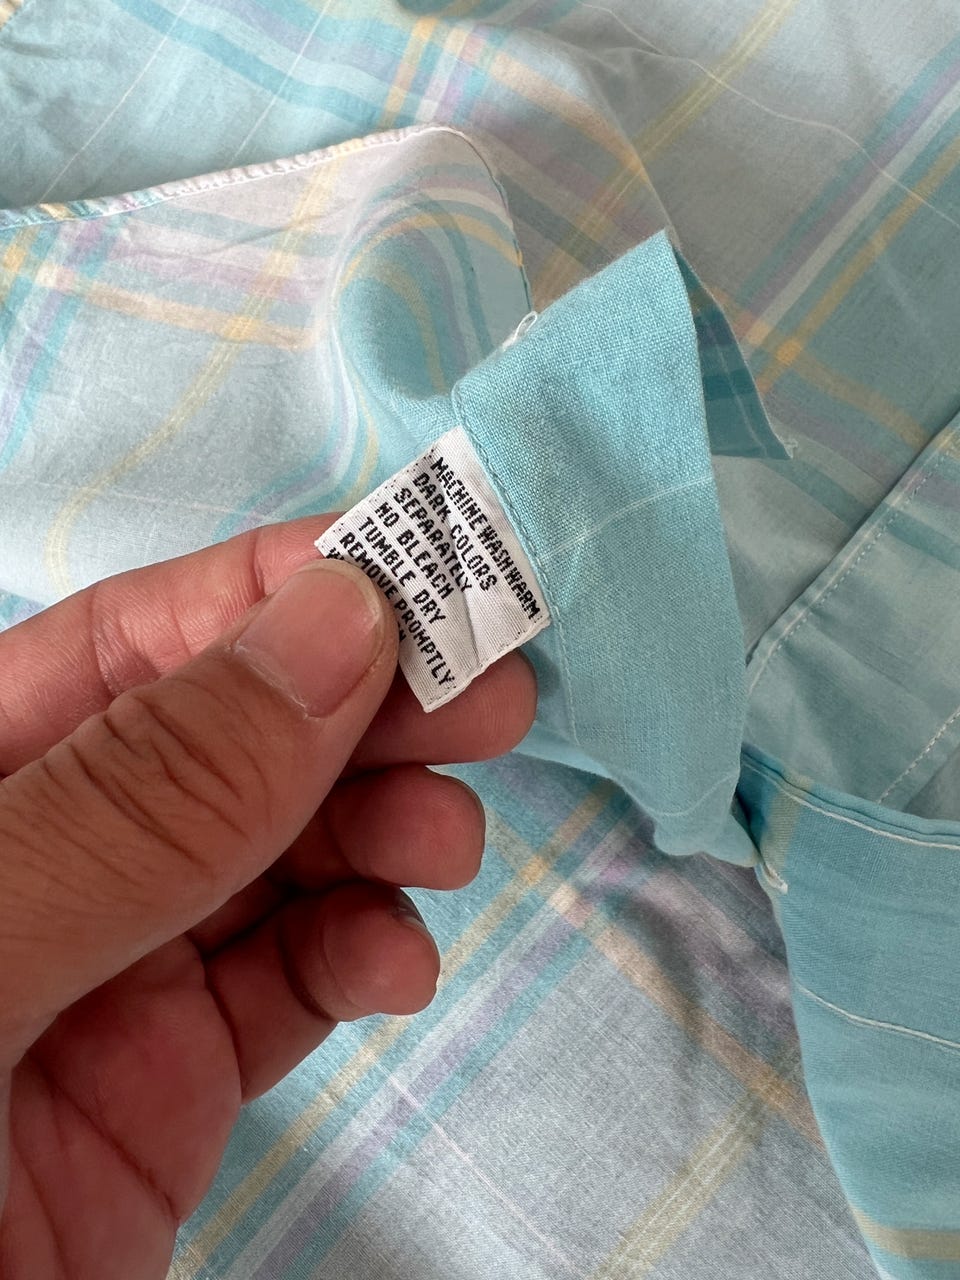 MACHINE WASH WARM
DARK COLORS
SEPARATELY
NO BLEACH
TUMBLE DRY
REMOVE PROMPTLY